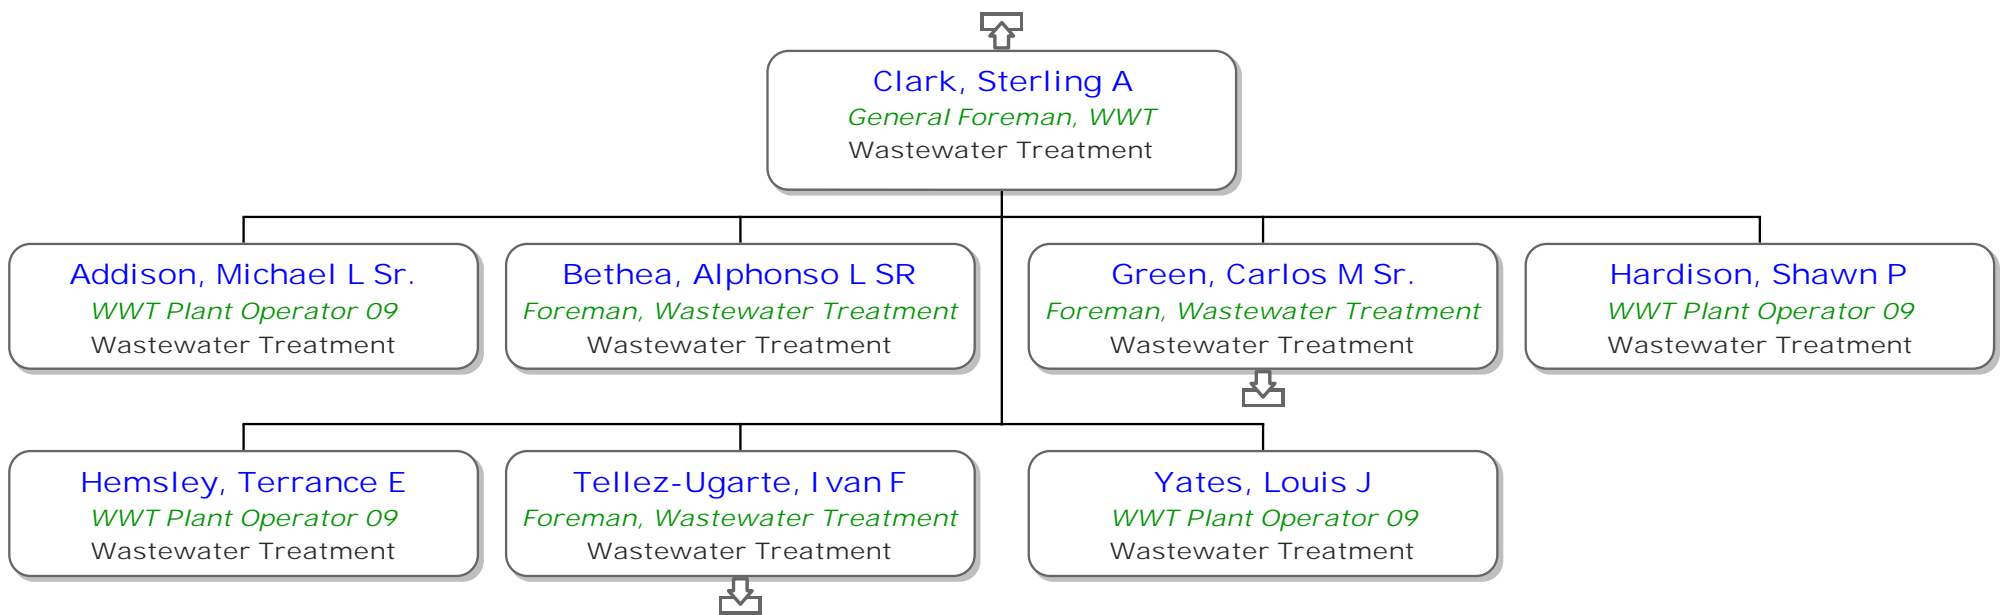 Clark, Sterling A
General Foreman, WWT
Wastewater Treatment
Addison, Michael L Sr.
WWT Plant Operator 09
Wastewater Treatment
Bethea, Alphonso L SR
Foreman, Wastewater Treatment
Wastewater Treatment
Green, Carlos M Sr.
Foreman, Wastewater Treatment
Wastewater Treatment
Hardison, Shawn P
WWT Plant Operator 09
Wastewater Treatment
Hemsley, Terrance E
WWT Plant Operator 09
Wastewater Treatment
Tellez-Ugarte, Ivan F
Foreman, Wastewater Treatment
Wastewater Treatment
Yates, Louis J
WWT Plant Operator 09
Wastewater Treatment